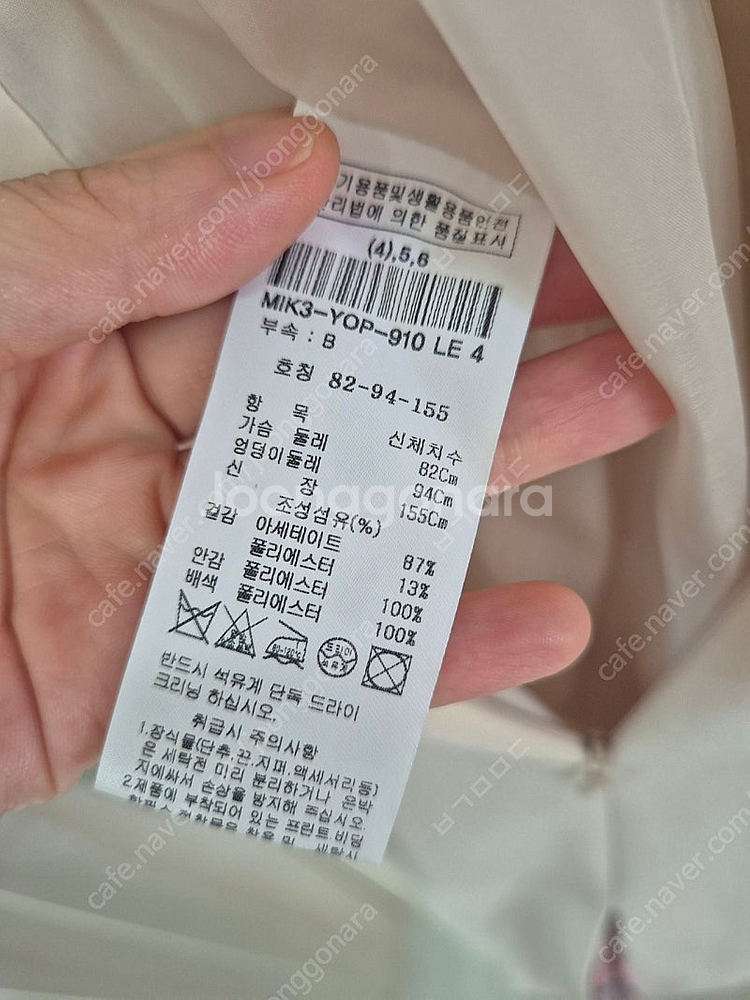 기용품및생활용품안전
리법에 의한 품질표시
(4),5,6
MIK3-YOP-910 LE 4
부속 : B
호칭 82-94-155
항 목 신체치수
가슴 둘레 82Cm
엉덩이둘레 94Cm
신 장 155Cm
조성섬유(%)
겉감 아세테이트 87%
폴리에스터 13%
안감 폴리에스터 100%
배색 폴리에스터 100%
반드시 석유계 단독 드라이
크리닝 하십시오.
취급시 주의사항
1.장식물(단추.끈.지퍼.액세서리등)
은 세탁전 미리 분리하거나 은박
지에싸서 손상을 방지해 주십시오.
2.제품에 부착되어 있는 프린트.비딩
joonggonara
cafe.naver.com/joonggonara